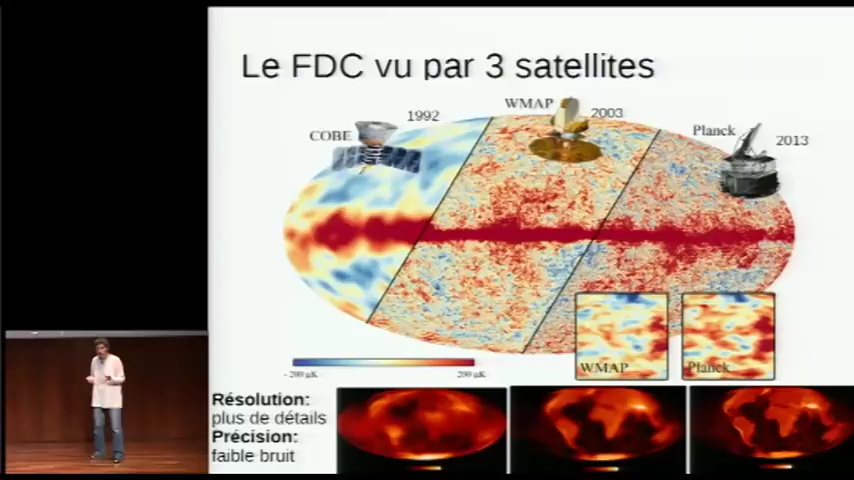 Le FDC vu par 3 satellites
COBE
1992
WMAP
2003
Planck
2013
WMAP
Planck
- 200 µK
200 µK
Résolution:
plus de détails
Précision:
faible bruit